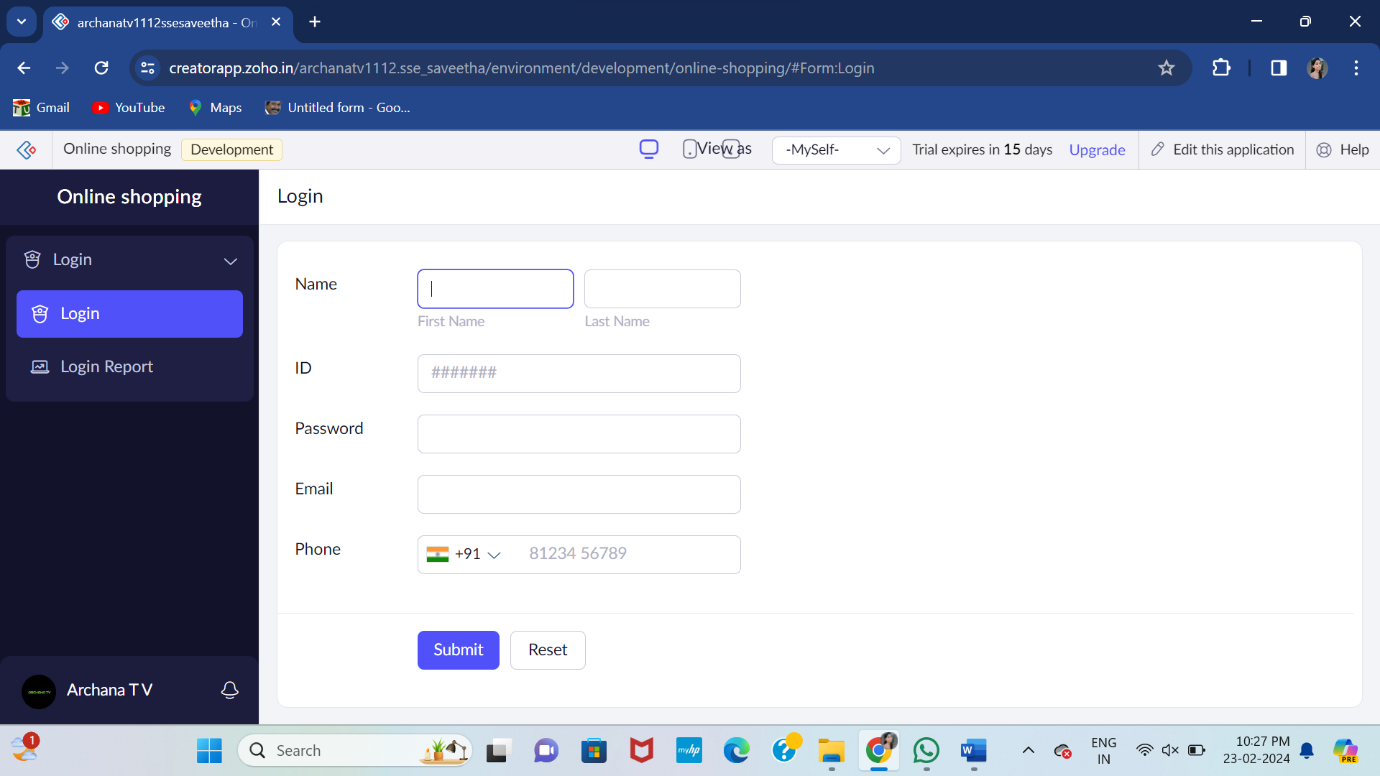 archanatv1112ssesaveetha - On
creatorapp.zoho.in/archanatv1112.sse_saveetha/environment/development/online-shopping/#Form:Login
Gmail YouTube Maps Untitled form - Goo...
Online shopping Development View as -MySelf- Trial expires in 15 days Upgrade Edit this application Help
Online shopping
Login
Login
Login
Login Report
Name
First Name Last Name
ID #######
Password
Email
Phone +91 81234 56789
Submit Reset
Archana T V
1 Search myhp W ENG 10:27 PM PRE
IN 23-02-2024